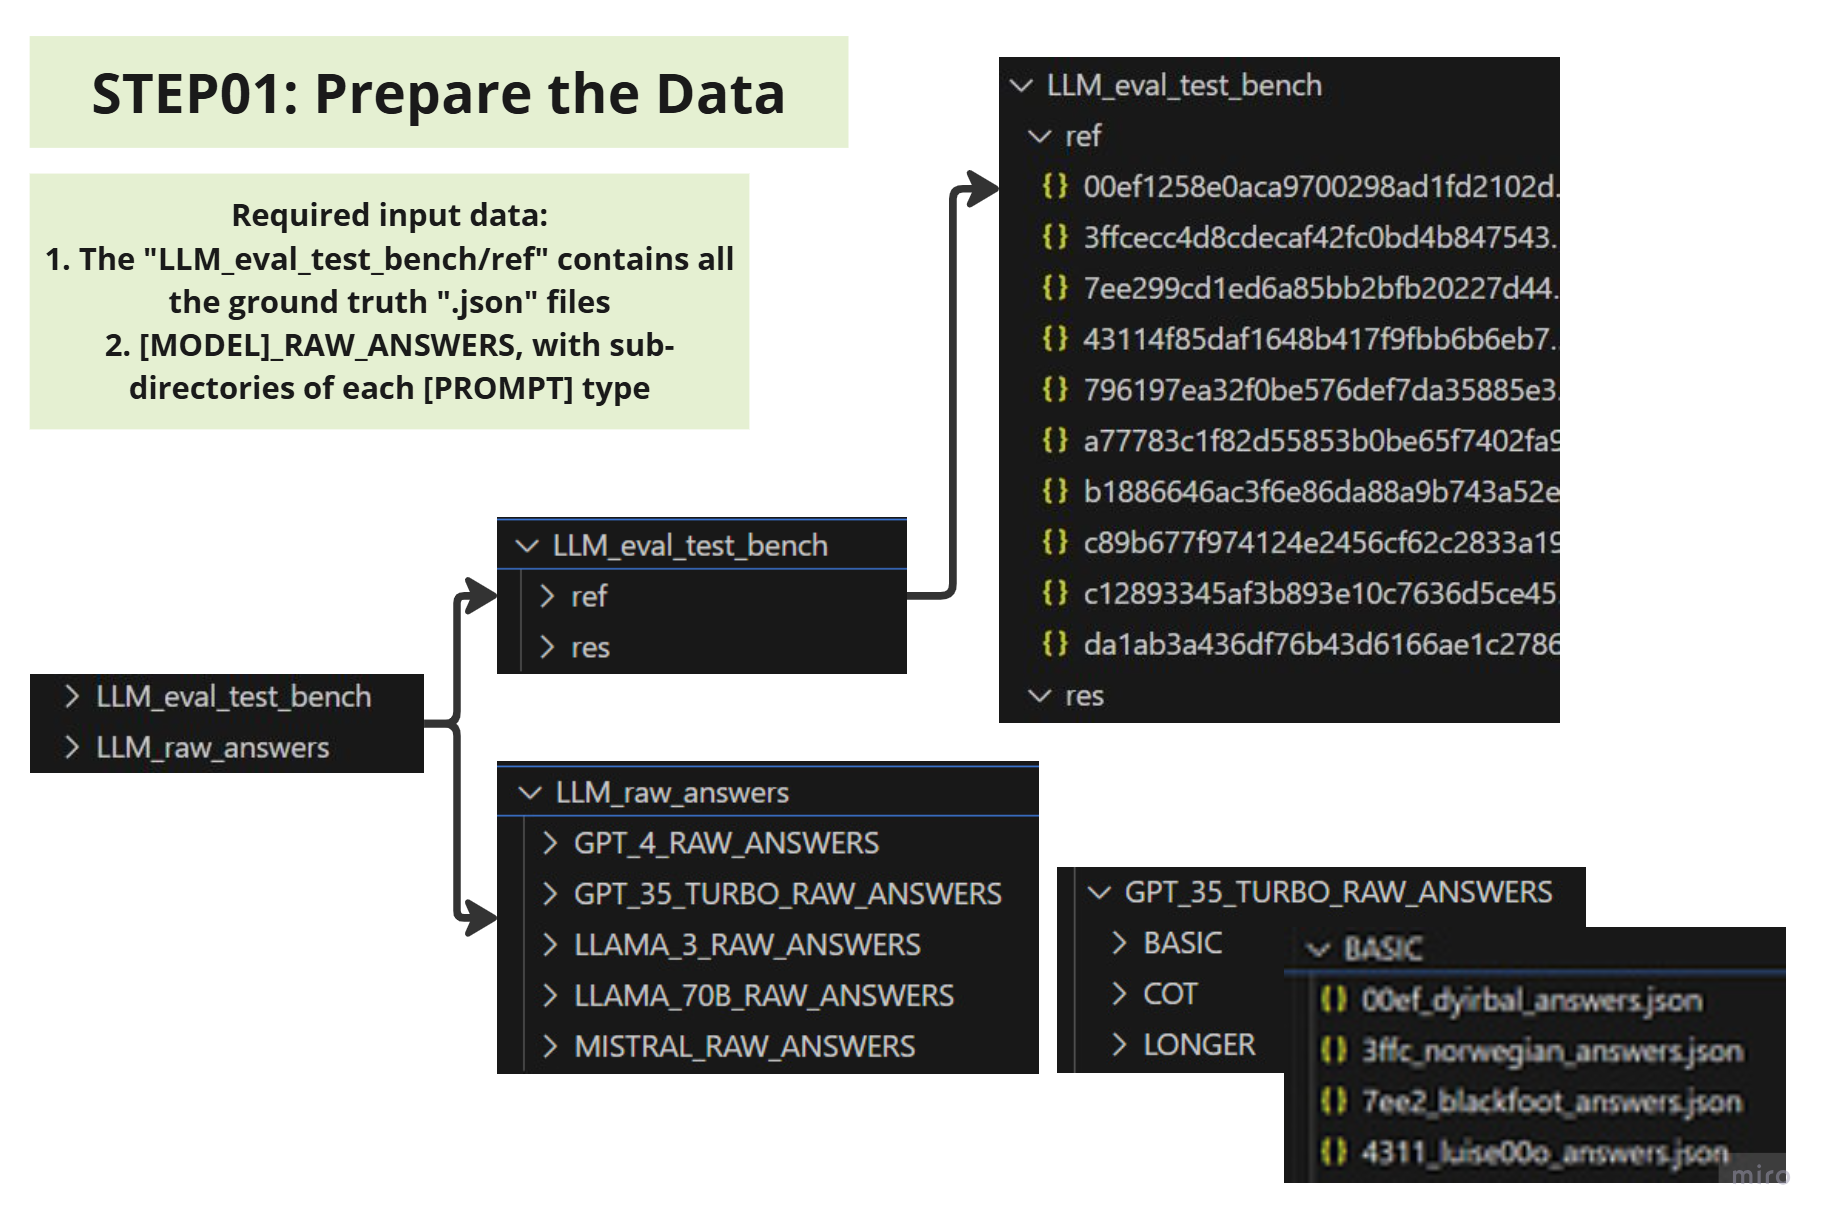 STEP01: Prepare the Data
Required input data:
1. The "LLM_eval_test_bench/ref" contains all
the ground truth ".json" files
2. [MODEL]_RAW_ANSWERS, with sub-
directories of each [PROMPT] type
LLM_eval_test_bench
LLM_raw_answers
LLM_eval_test_bench
ref
res
LLM_eval_test_bench
ref
{} 00ef1258e0aca9700298ad1fd2102d.
{} 3ffcecc4d8cdecaf42fc0bd4b847543.
{} 7ee299cd1ed6a85bb2bfb20227d44.
{} 43114f85daf1648b417f9fbb6b6eb7..
{} 796197ea32f0be576def7da35885e3.
{} a77783c1f82d55853b0be65f7402fa9
{} b1886646ac3f6e86da88a9b743a52e
{} c89b677f974124e2456cf62c2833a19
{} c12893345af3b893e10c7636d5ce45.
{} da1ab3a436df76b43d6166ae1c2786
res
LLM_raw_answers
GPT_4_RAW_ANSWERS
GPT_35_TURBO_RAW_ANSWERS
LLAMA_3_RAW_ANSWERS
LLAMA_70B_RAW_ANSWERS
MISTRAL_RAW_ANSWERS
GPT_35_TURBO_RAW_ANSWERS
BASIC
COT
LONGER
BASIC
{} 00ef_dyirbal_answers.json
{} 3ffc_norwegian_answers.json
{} 7ee2_blackfoot_answers.json
{} 4311_luise00o_answers.json
miro